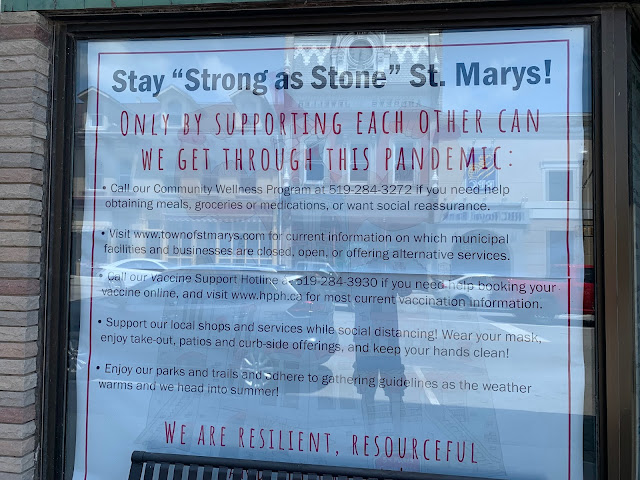 Stay “Strong as Stone” St. Marys!
Only by supporting each other can
we get through this pandemic:
• Call our Community Wellness Program at 519-284-3272 if you need help
obtaining meals, groceries or medications, or want social reassurance.
• Visit www.townofstmarys.com for current information on which municipal
facilities and businesses are closed, open, or offering alternative services.
• Call our Vaccine Support Hotline at 519-284-3930 if you need help booking your
vaccine online, and visit www.hpph.ca for most current vaccination information.
• Support our local shops and services while social distancing! Wear your mask,
enjoy take-out, patios and curb-side offerings, and keep your hands clean!
• Enjoy our parks and trails and adhere to gathering guidelines as the weather
warms and we head into summer!
We are resilient, resourceful